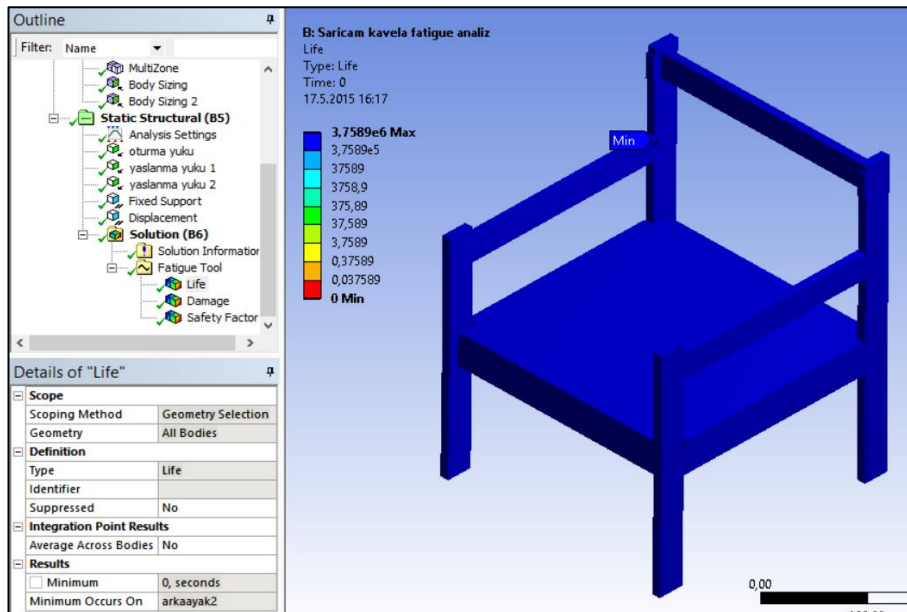 Outline
Filter: Name
MultiZone
Body Sizing
Body Sizing 2
Static Structural (B5)
Analysis Settings
oturma yuku
yaslanma yuku 1
yaslanma yuku 2
Fixed Support
Displacement
Solution (B6)
Solution Information
Fatigue Tool
Life
Damage
Safety Factor
Details of "Life"
Scope
Scoping Method Geometry Selection
Geometry All Bodies
Definition
Type Life
Identifier
Suppressed No
Integration Point Results
Average Across Bodies No
Results
Minimum 0, seconds
Minimum Occurs On arkaayak2
B: Saricam kavela fatigue analiz
Life
Type: Life
Time: 0
17.5.2015 16:17
3,7589e6 Max
3,7589e5
37589
3758,9
375,89
37,589
3,7589
0,37589
0,037589
0 Min
Min
0,00